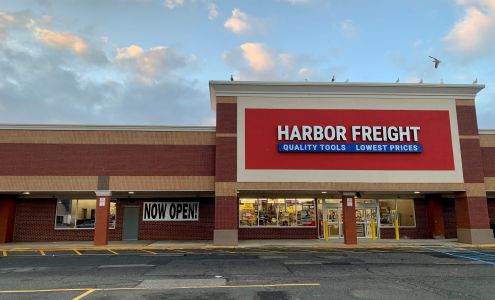 HARBOR FREIGHT
QUALITY TOOLS LOWEST PRICES
NOW OPEN!